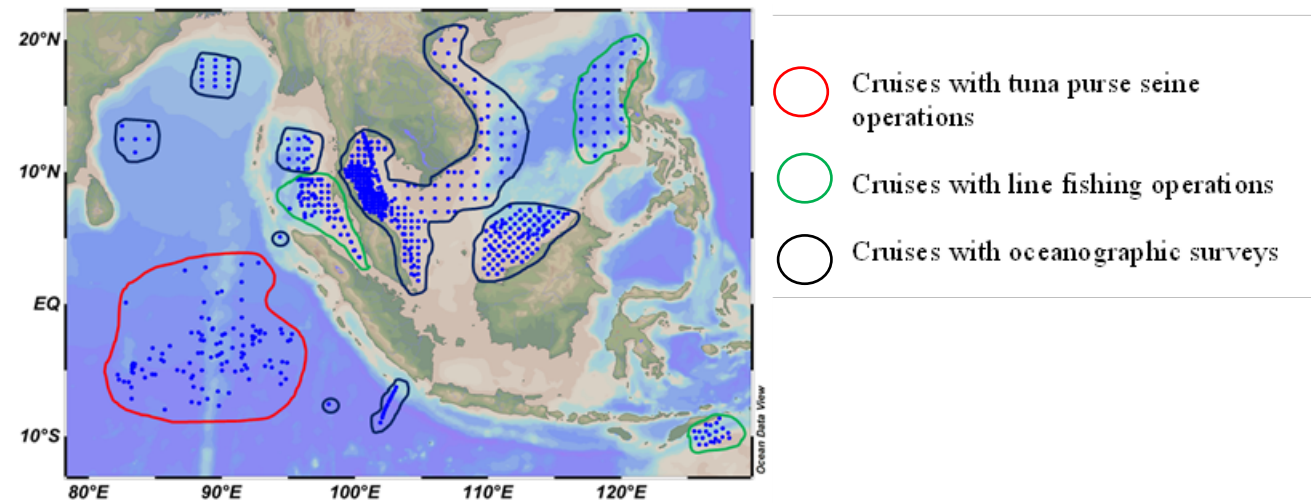 20°N
10°N
EQ
10°S
80°E
90°E
100°E
110°E
120°E
Ocean Data View
Cruises with tuna purse seine
operations
Cruises with line fishing operations
Cruises with oceanographic surveys